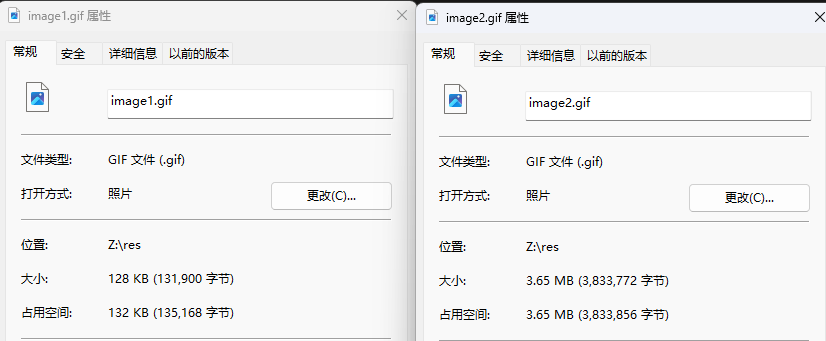 image1.gif 属性
常规 安全 详细信息 以前的版本
image1.gif
文件类型: GIF 文件 (.gif)
打开方式: 照片 更改(C)...
位置: Z:\res
大小: 128 KB (131,900 字节)
占用空间: 132 KB (135,168 字节)
image2.gif 属性
常规 安全 详细信息 以前的版本
image2.gif
文件类型: GIF 文件 (.gif)
打开方式: 照片 更改(C)...
位置: Z:\res
大小: 3.65 MB (3,833,772 字节)
占用空间: 3.65 MB (3,833,856 字节)